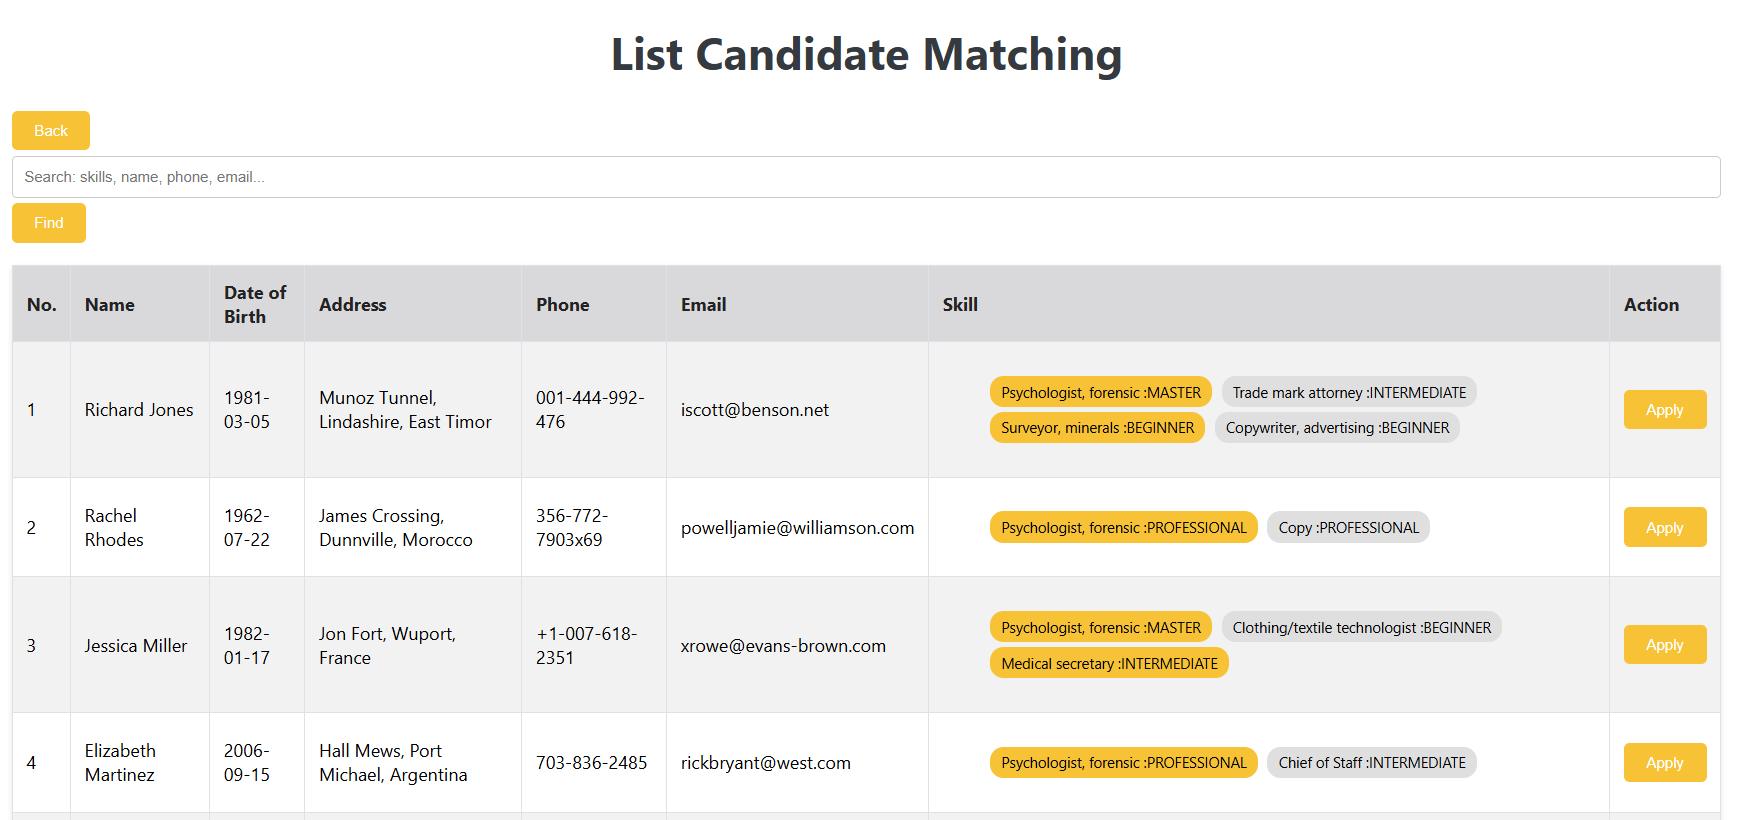 List Candidate Matching
Back
Search: skills, name, phone, email...
Find
No. Name Date of Birth Address Phone Email Skill Action
1 Richard Jones 1981-03-05 Munoz Tunnel, Lindashire, East Timor 001-444-992-476 iscott@benson.net Psychologist, forensic :MASTER Trade mark attorney :INTERMEDIATE Surveyor, minerals :BEGINNER Copywriter, advertising :BEGINNER Apply
2 Rachel Rhodes 1962-07-22 James Crossing, Dunnville, Morocco 356-772-7903x69 powelljamie@williamson.com Psychologist, forensic :PROFESSIONAL Copy :PROFESSIONAL Apply
3 Jessica Miller 1982-01-17 Jon Fort, Wuport, France +1-007-618-2351 xrowe@evans-brown.com Psychologist, forensic :MASTER Clothing/textile technologist :BEGINNER Medical secretary :INTERMEDIATE Apply
4 Elizabeth Martinez 2006-09-15 Hall Mews, Port Michael, Argentina 703-836-2485 rickbryant@west.com Psychologist, forensic :PROFESSIONAL Chief of Staff :INTERMEDIATE Apply